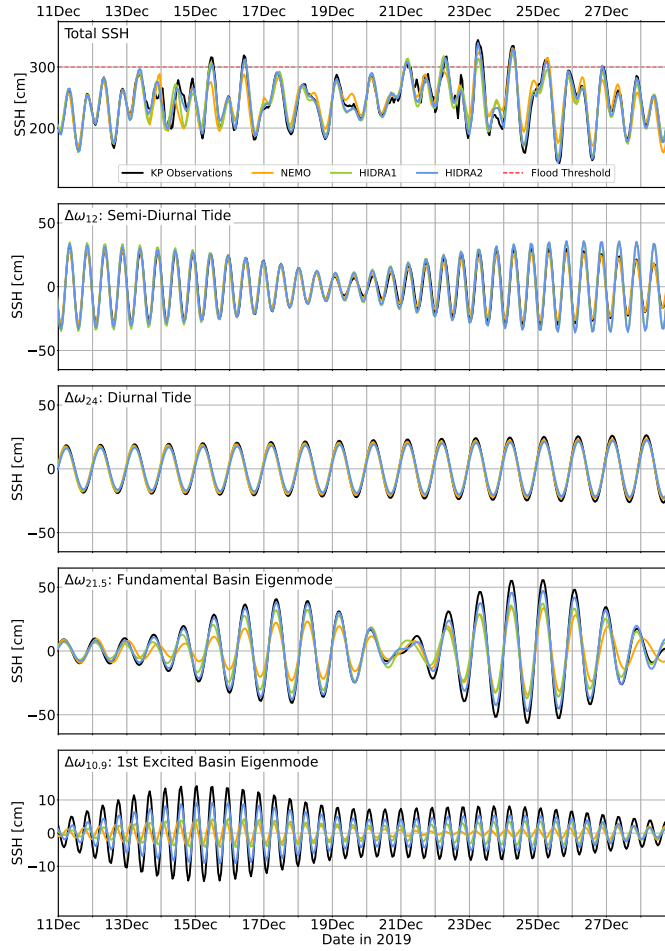 11Dec 13Dec 15Dec 17Dec 19Dec 21Dec 23Dec 25Dec 27Dec
Total SSH
SSH [cm]
300
200
KP Observations NEMO HIDRA1 HIDRA2 Flood Threshold
Δω12: Semi-Diurnal Tide
SSH [cm]
50
0
−50
Δω24: Diurnal Tide
SSH [cm]
50
0
−50
Δω21.5: Fundamental Basin Eigenmode
SSH [cm]
50
0
−50
Δω10.9: 1st Excited Basin Eigenmode
SSH [cm]
10
0
−10
11Dec 13Dec 15Dec 17Dec 19Dec 21Dec 23Dec 25Dec 27Dec
Date in 2019